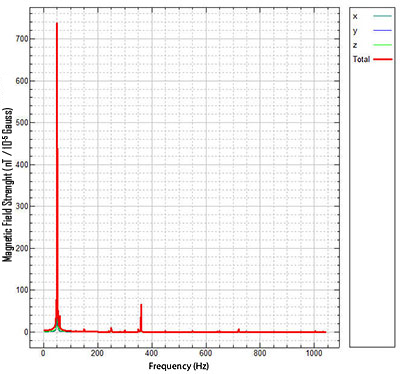 700
600
500
400
300
200
100
0
0
200
400
600
800
1000
Magnetic Field Strenght ( nT / 10⁻⁵ Gauss)
Frequency (Hz)
x
y
z
Total